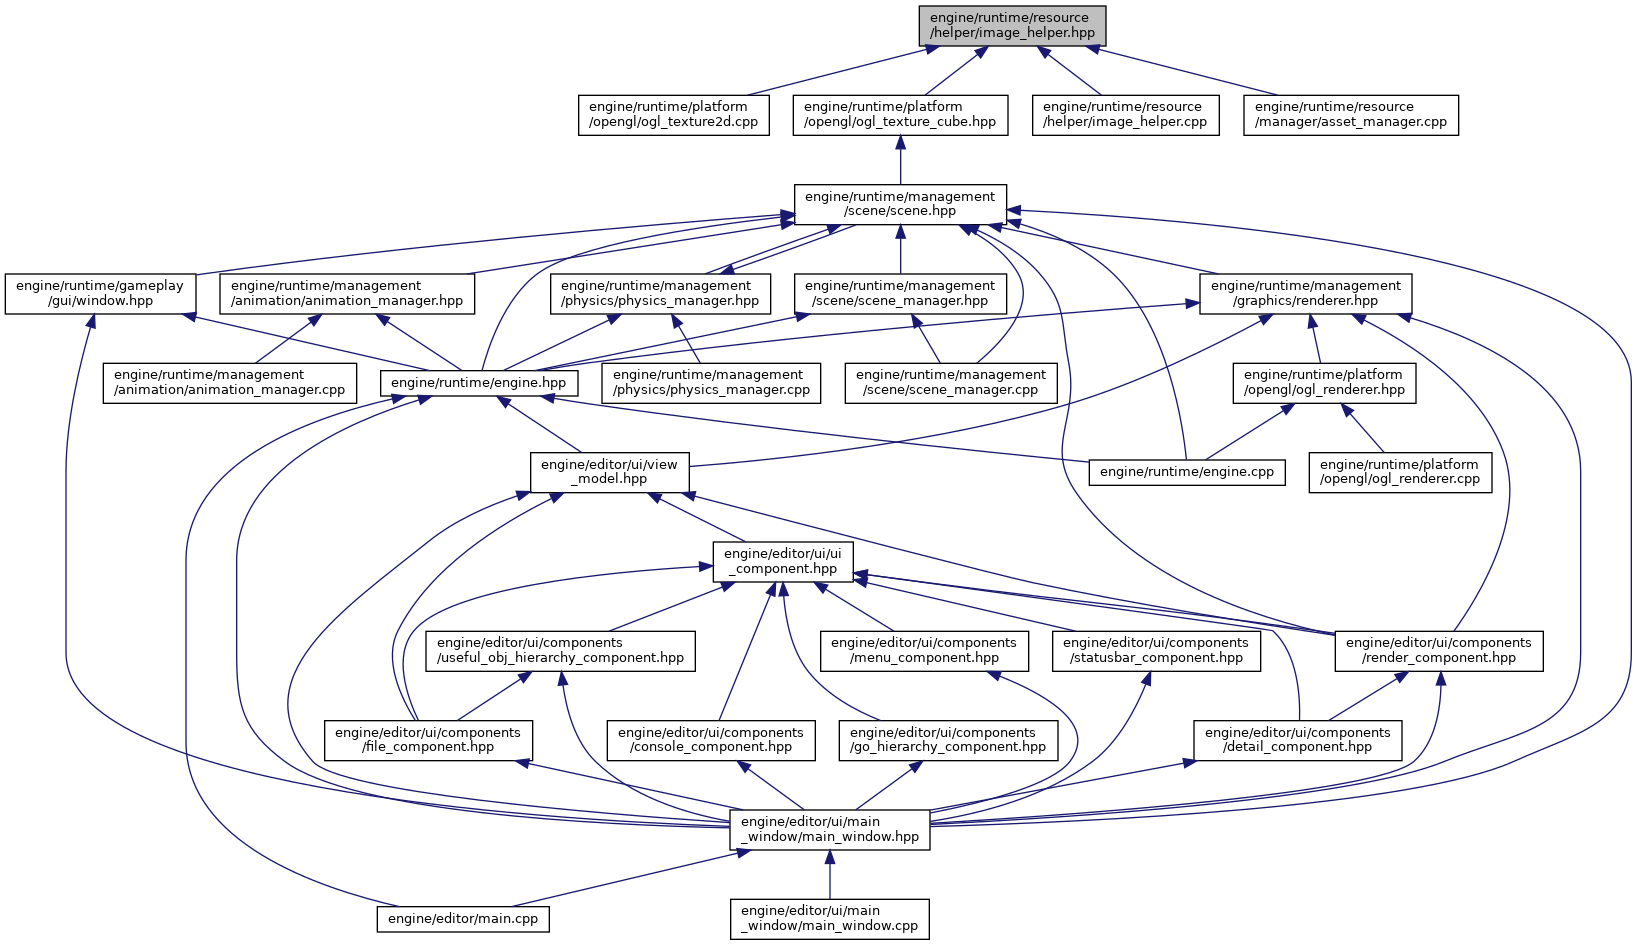 engine/runtime/resource
/helper/image_helper.hpp
engine/runtime/platform
/opengl/ogl_texture2d.cpp
engine/runtime/platform
/opengl/ogl_texture_cube.hpp
engine/runtime/resource
/helper/image_helper.cpp
engine/runtime/resource
/manager/asset_manager.cpp
engine/runtime/management
/scene/scene.hpp
engine/runtime/gameplay
/gui/window.hpp
engine/runtime/management
/animation/animation_manager.hpp
engine/runtime/management
/physics/physics_manager.hpp
engine/runtime/management
/scene/scene_manager.hpp
engine/runtime/management
/graphics/renderer.hpp
engine/runtime/management
/animation/animation_manager.cpp
engine/runtime/engine.hpp
engine/runtime/management
/physics/physics_manager.cpp
engine/runtime/management
/scene/scene_manager.cpp
engine/runtime/platform
/opengl/ogl_renderer.hpp
engine/editor/ui/view
_model.hpp
engine/runtime/engine.cpp
engine/runtime/platform
/opengl/ogl_renderer.cpp
engine/editor/ui/ui
_component.hpp
engine/editor/ui/components
/useful_obj_hierarchy_component.hpp
engine/editor/ui/components
/menu_component.hpp
engine/editor/ui/components
/statusbar_component.hpp
engine/editor/ui/components
/render_component.hpp
engine/editor/ui/components
/file_component.hpp
engine/editor/ui/components
/console_component.hpp
engine/editor/ui/components
/go_hierarchy_component.hpp
engine/editor/ui/components
/detail_component.hpp
engine/editor/ui/main
_window/main_window.hpp
engine/editor/main.cpp
engine/editor/ui/main
_window/main_window.cpp